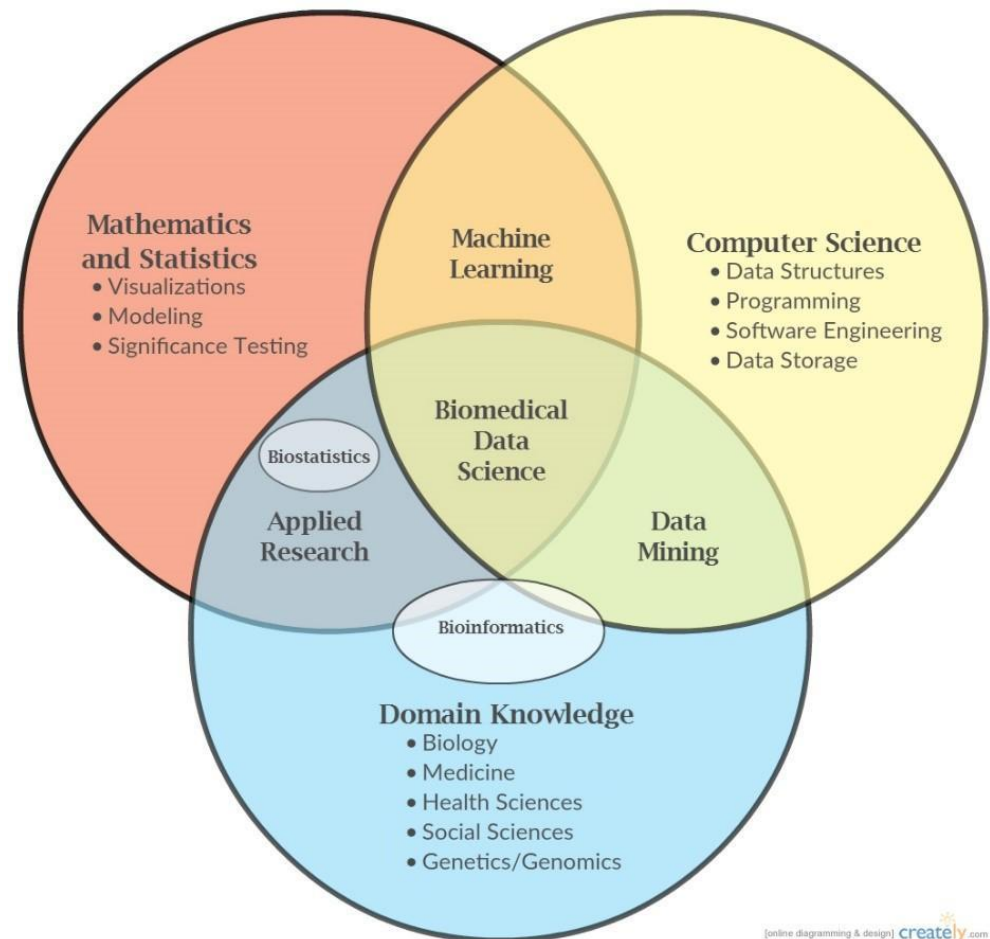 Mathematics
and Statistics
• Visualizations
• Modeling
• Significance Testing
Machine
Learning
Computer Science
• Data Structures
• Programming
• Software Engineering
• Data Storage
Biomedical
Data
Science
Biostatistics
Applied
Research
Data
Mining
Bioinformatics
Domain Knowledge
• Biology
• Medicine
• Health Sciences
• Social Sciences
• Genetics/Genomics
[online diagramming & design] creately.com